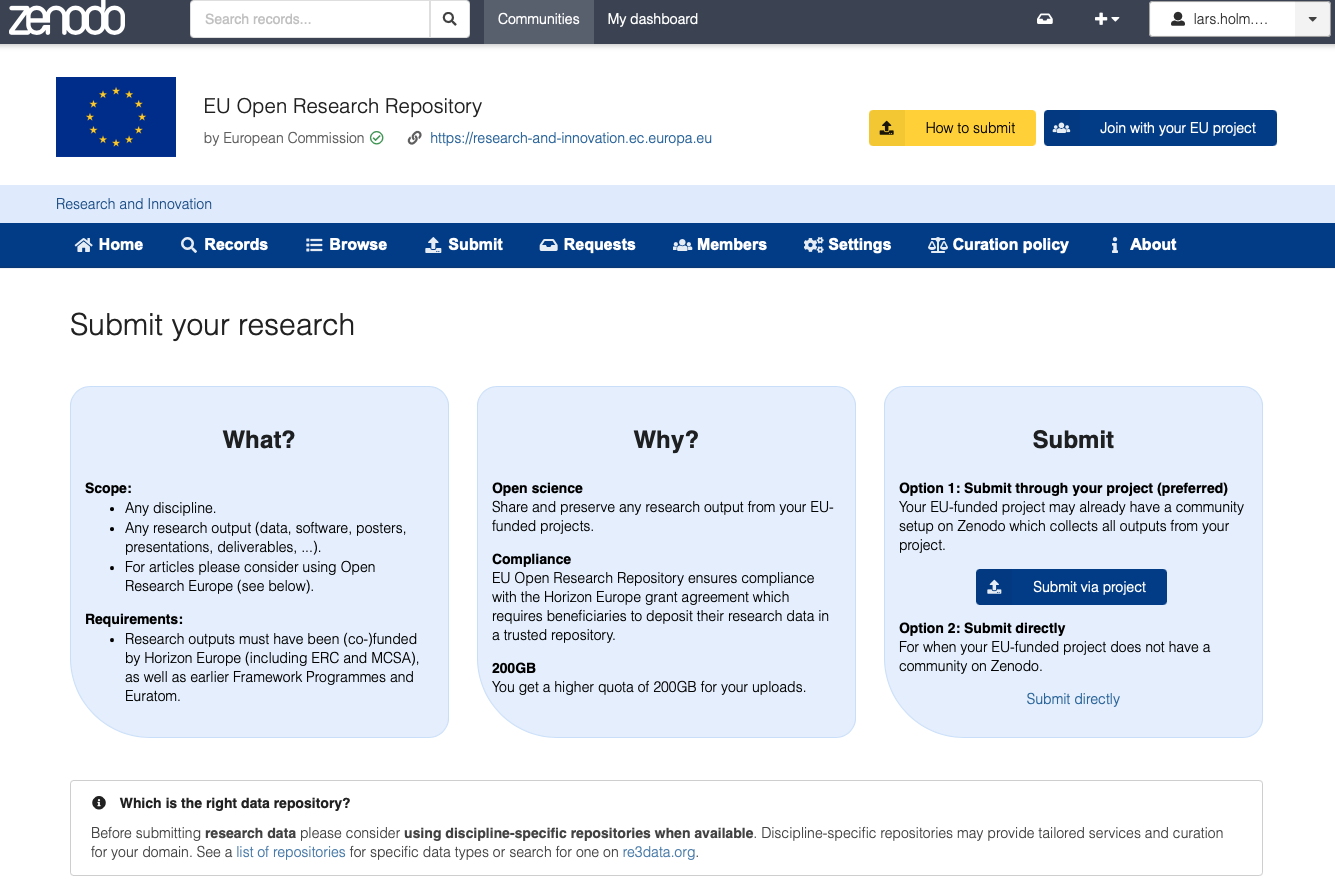 zenodo
Search records...
Communities
My dashboard
lars.holm....
EU Open Research Repository
by European Commission
https://research-and-innovation.ec.europa.eu
How to submit
Join with your EU project
Research and Innovation
Home
Records
Browse
Submit
Requests
Members
Settings
Curation policy
About
Submit your research
What?
Scope:
• Any discipline.
• Any research output (data, software, posters,
presentations, deliverables, ...).
• For articles please consider using Open
Research Europe (see below).
Requirements:
• Research outputs must have been (co-)funded
by Horizon Europe (including ERC and MCSA),
as well as earlier Framework Programmes and
Euratom.
Why?
Open science
Share and preserve any research output from your EU-
funded projects.
Compliance
EU Open Research Repository ensures compliance
with the Horizon Europe grant agreement which
requires beneficiaries to deposit their research data in
a trusted repository.
200GB
You get a higher quota of 200GB for your uploads.
Submit
Option 1: Submit through your project (preferred)
Your EU-funded project may already have a community
setup on Zenodo which collects all outputs from your
project.
Submit via project
Option 2: Submit directly
For when your EU-funded project does not have a
community on Zenodo.
Submit directly
Which is the right data repository?
Before submitting research data please consider using discipline-specific repositories when available. Discipline-specific repositories may provide tailored services and curation
for your domain. See a list of repositories for specific data types or search for one on re3data.org.